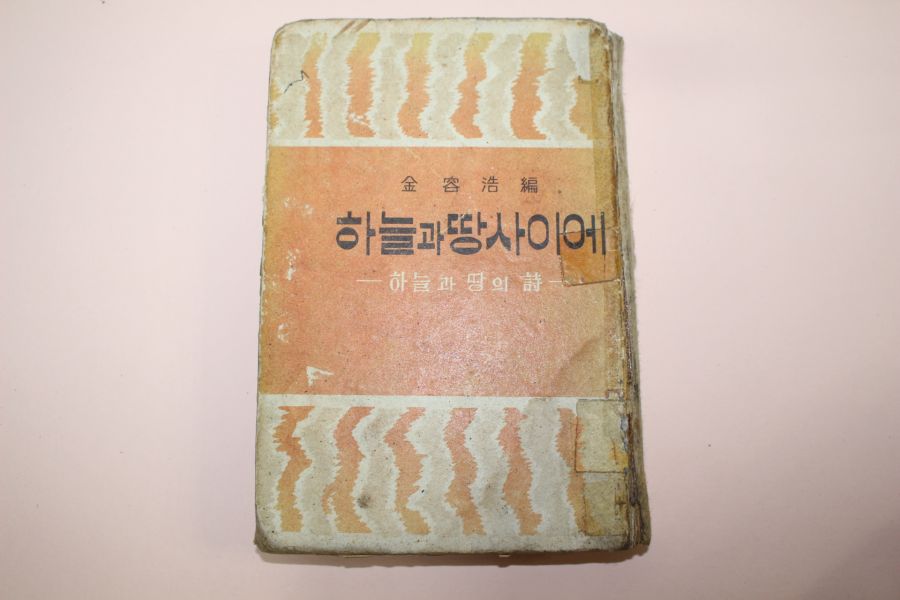 金容浩編
하늘과땅사이에
—하늘과 땅의 詩—